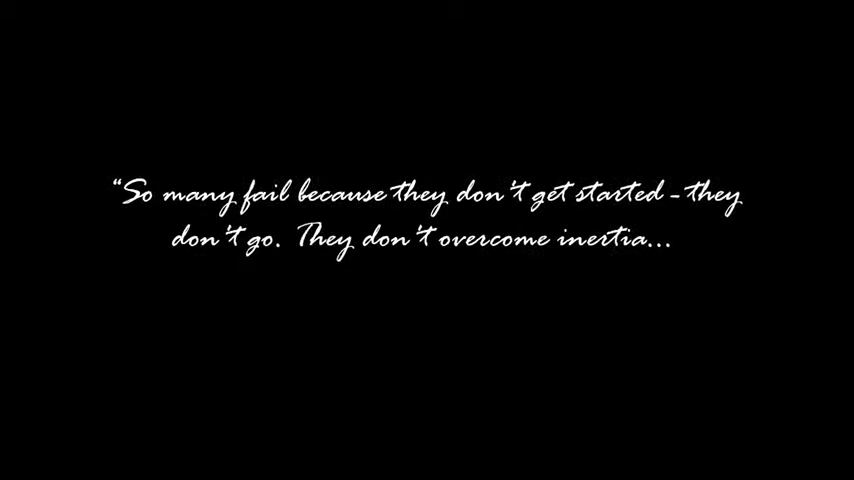 “So many fail because they don't get started - they
don't go. They don't overcome inertia...